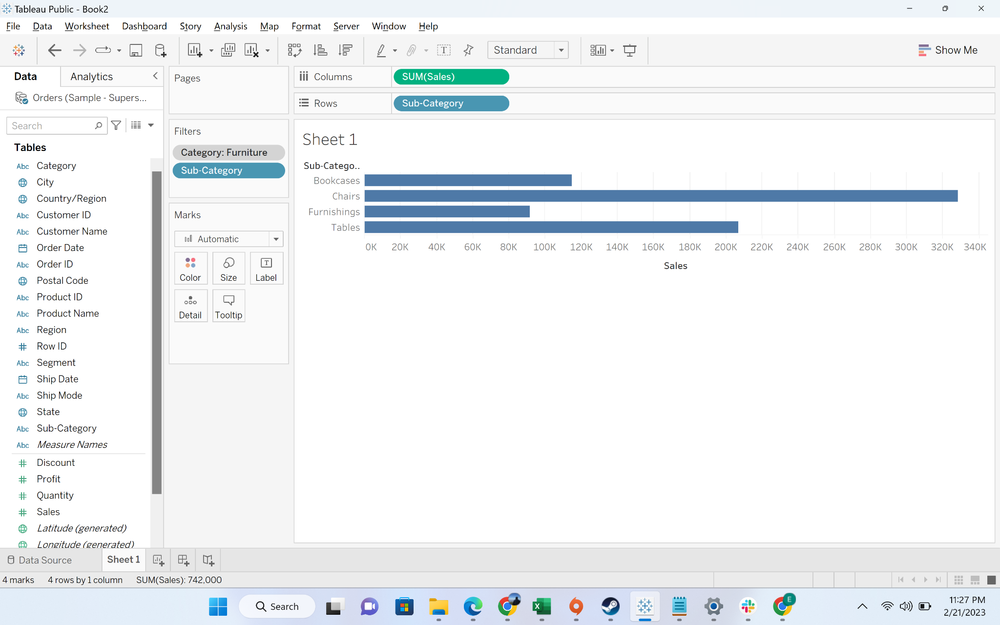 Tableau Public - Book2
File Data Worksheet Dashboard Story Analysis Map Format Server Window Help
Standard
Show Me
Data
Analytics
Orders (Sample - Supers...
Search
Tables
Abc Category
City
Country/Region
Abc Customer ID
Abc Customer Name
Order Date
Abc Order ID
Postal Code
Abc Product ID
Abc Product Name
Abc Region
Row ID
Abc Segment
Ship Date
Abc Ship Mode
State
Abc Sub-Category
Abc Measure Names
Discount
Profit
Quantity
Sales
Latitude (generated)
Longitude (generated)
Pages
Filters
Category: Furniture
Sub-Category
Marks
Automatic
Color Size Label
Detail Tooltip
Columns SUM(Sales)
Rows Sub-Category
Sheet 1
Sub-Catego..
Bookcases
Chairs
Furnishings
Tables
0K 20K 40K 60K 80K 100K 120K 140K 160K 180K 200K 220K 240K 260K 280K 300K 320K 340K
Sales
Data Source Sheet 1
4 marks 4 rows by 1 column SUM(Sales): 742,000
Search
11:27 PM
2/21/2023